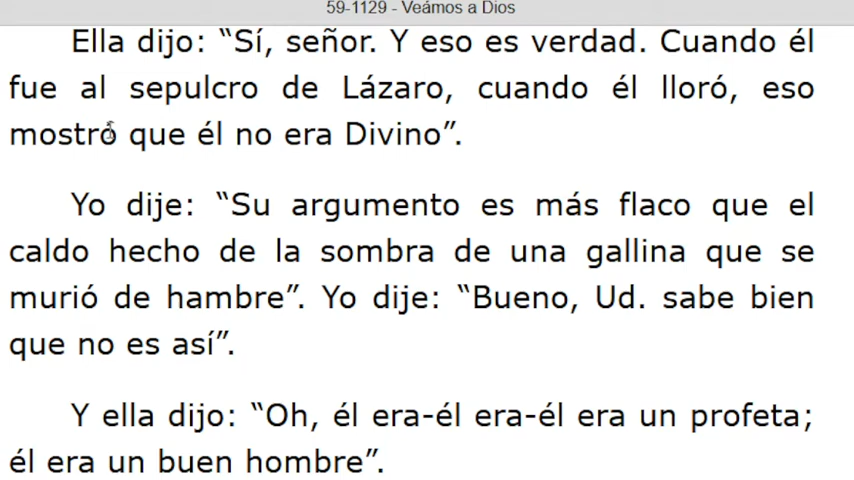 59-1129 - Veámos a Dios
Ella dijo: “Sí, señor. Y eso es verdad. Cuando él
fue al sepulcro de Lázaro, cuando él lloró, eso
mostró que él no era Divino”.
Yo dije: “Su argumento es más flaco que el
caldo hecho de la sombra de una gallina que se
murió de hambre”. Yo dije: “Bueno, Ud. sabe bien
que no es así”.
Y ella dijo: “Oh, él era-él era-él era un profeta;
él era un buen hombre”.